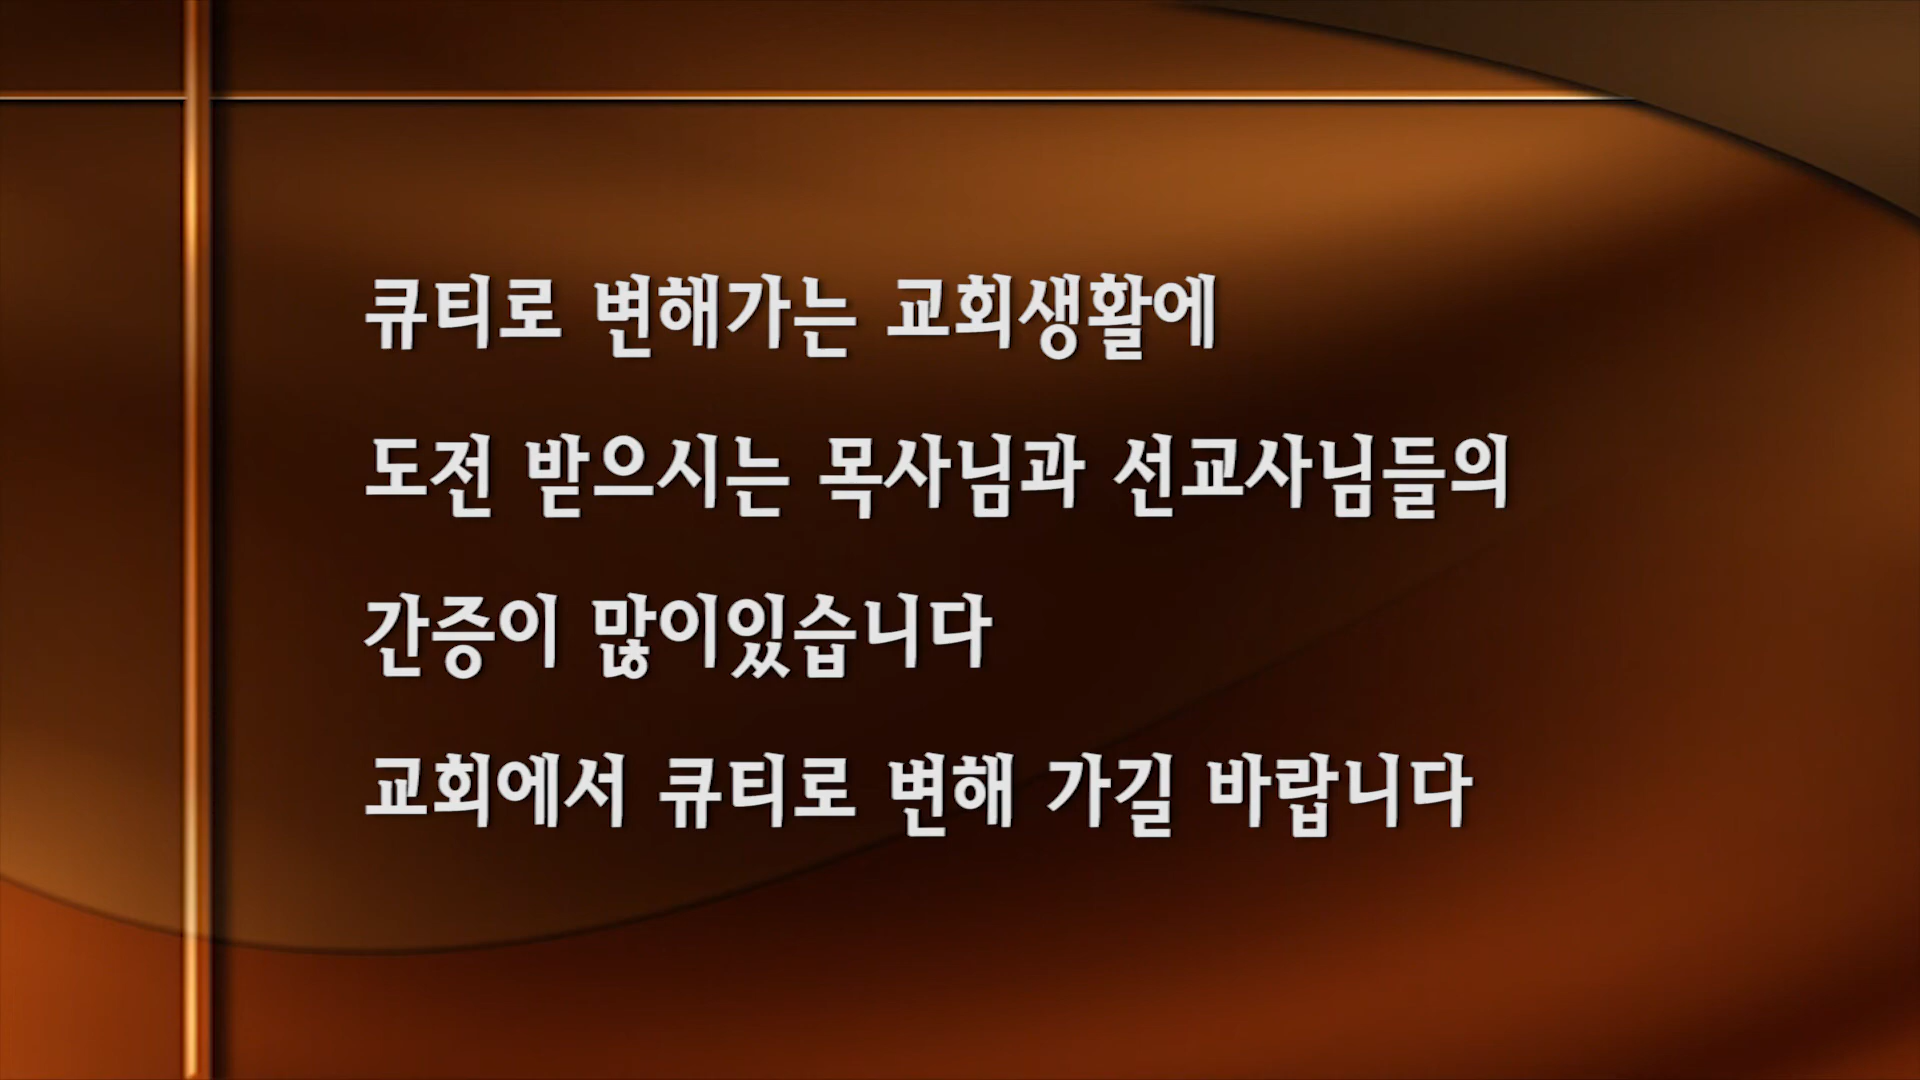 큐티로 변해가는 교회생활에
도전 받으시는 목사님과 선교사님들의
간증이 많이있습니다
교회에서 큐티로 변해 가길 바랍니다